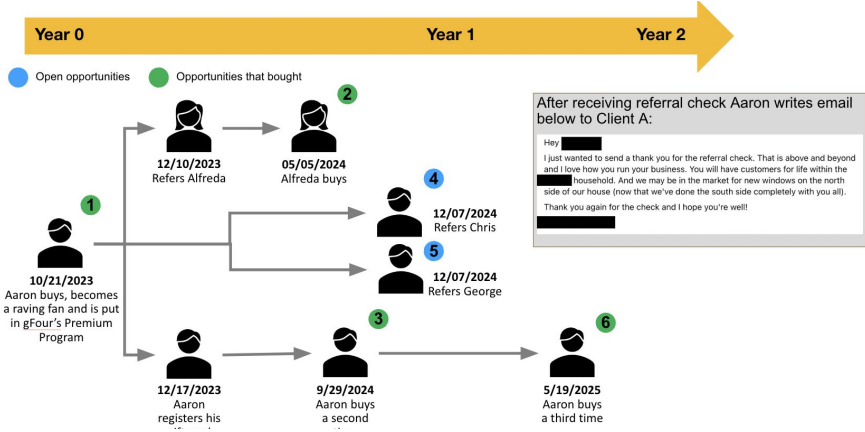 Year 0
Year 1
Year 2
Open opportunities
Opportunities that bought
2
12/10/2023
Refers Alfreda
05/05/2024
Alfreda buys
After receiving referral check Aaron writes email
below to Client A:
Hey
I just wanted to send a thank you for the referral check. That is above and beyond
and I love how you run your business. You will have customers for life within the
household. And we may be in the market for new windows on the north
side of our house (now that we've done the south side completely with you all).
Thank you again for the check and I hope you're well!
4
12/07/2024
Refers Chris
1
10/21/2023
Aaron buys, becomes
a raving fan and is put
in gFour's Premium
Program
5
12/07/2024
Refers George
3
6
12/17/2023
Aaron
registers his
9/29/2024
Aaron buys
a second
5/19/2025
Aaron buys
a third time